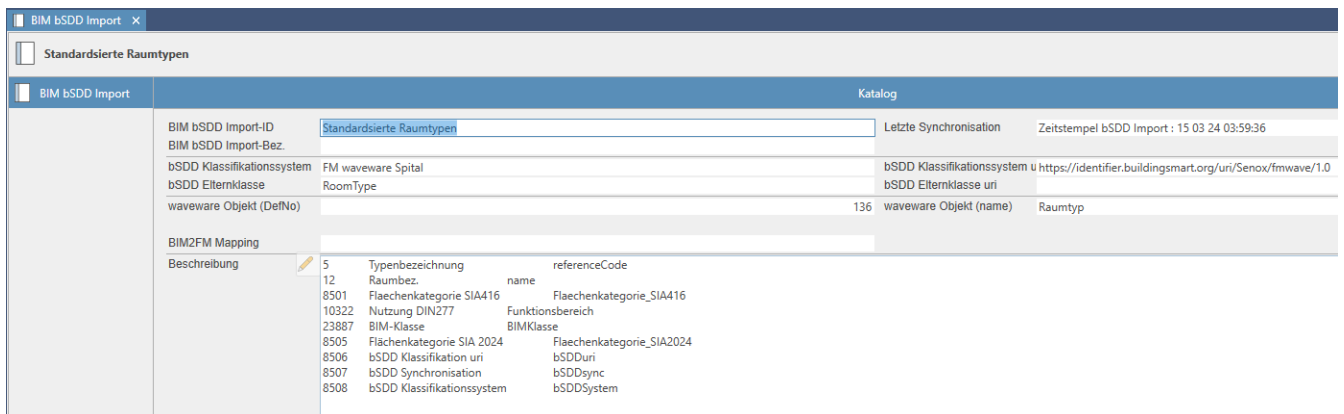 BIM bSDD Import ×
Standardsierte Raumtypen
BIM bSDD Import Katalog
BIM bSDD Import-ID Standardsierte Raumtypen Letzte Synchronisation Zeitstempel bSDD Import : 15 03 24 03:59:36
BIM bSDD Import-Bez.
bSDD Klassifikationssystem FM waveware Spital bSDD Klassifikationssystem u https://identifier.buildingsmart.org/uri/Senox/fmwave/1.0
bSDD Elternklasse RoomType bSDD Elternklasse uri
waveware Objekt (DefNo) 136 waveware Objekt (name) Raumtyp
BIM2FM Mapping
Beschreibung 5 Typenbezeichnung referenceCode
12 Raumbez. name
8501 Flaechenkategorie SIA416 Flaechenkategorie_SIA416
10322 Nutzung DIN277 Funktionsbereich
23887 BIM-Klasse BIMKlasse
8505 Flächenkategorie SIA 2024 Flaechenkategorie_SIA2024
8506 bSDD Klassifikation uri bSDDuri
8507 bSDD Synchronisation bSDDsync
8508 bSDD Klassifikationssystem bSDDSystem